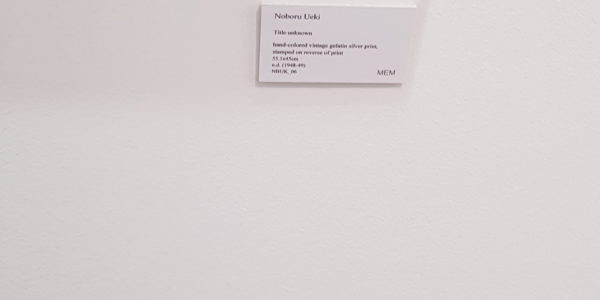 Noboru Ueki
Title unknown
hand-colored vintage gelatin silver print,
stamped on reverse of print
55.1x45cm
n.d. (1948-49)
MEM